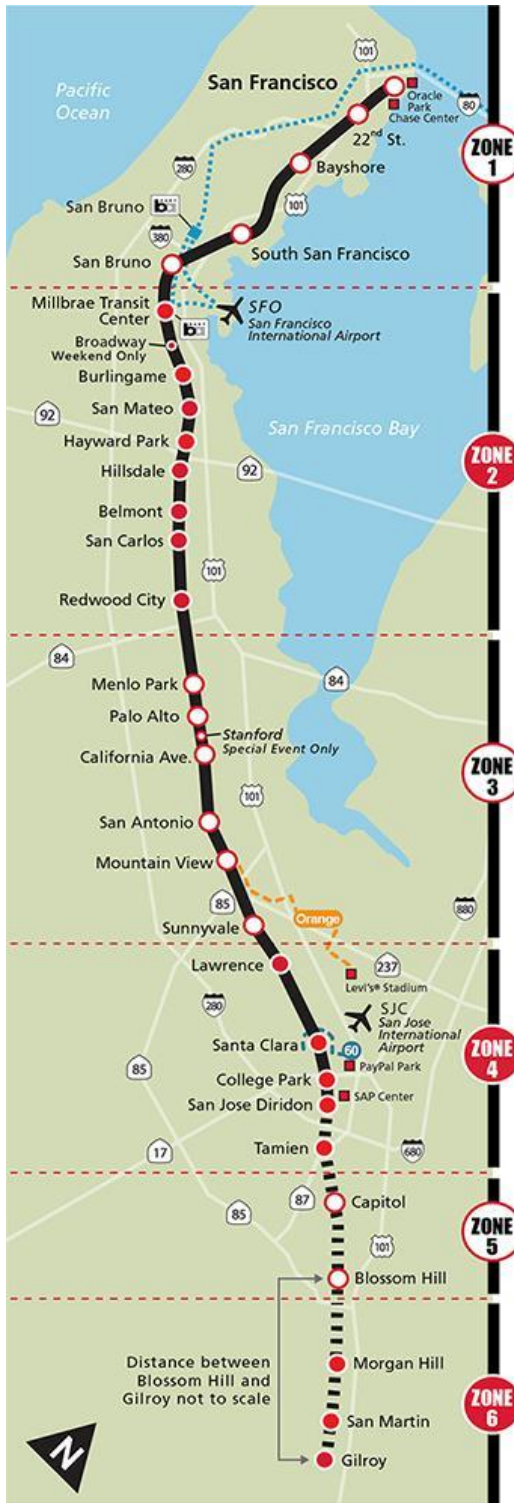 Pacific
Ocean
101
San Francisco
280
Oracle
Park
Chase Center
80
22nd St.
ZONE
1
Bayshore
280
101
San Bruno
ba
380
South San Francisco
San Bruno
Millbrae Transit
Center
SFO
San Francisco
International Airport
ba
Broadway
Weekend Only
Burlingame
92
San Mateo
San Francisco Bay
Hayward Park
ZONE
2
Hillsdale
92
Belmont
San Carlos
101
Redwood City
84
Menlo Park
84
Palo Alto
Stanford
Special Event Only
California Ave.
ZONE
3
101
San Antonio
Mountain View
85
880
Orange
Sunnyvale
Lawrence
237
Levi's® Stadium
280
SJC
San Jose
International
Airport
Santa Clara
60
PayPal Park
ZONE
4
85
College Park
SAP Center
San Jose Diridon
17
Tamien
680
87
Capitol
85
101
ZONE
5
Blossom Hill
Distance between
Blossom Hill and
Gilroy not to scale
Morgan Hill
ZONE
6
San Martin
N
Gilroy